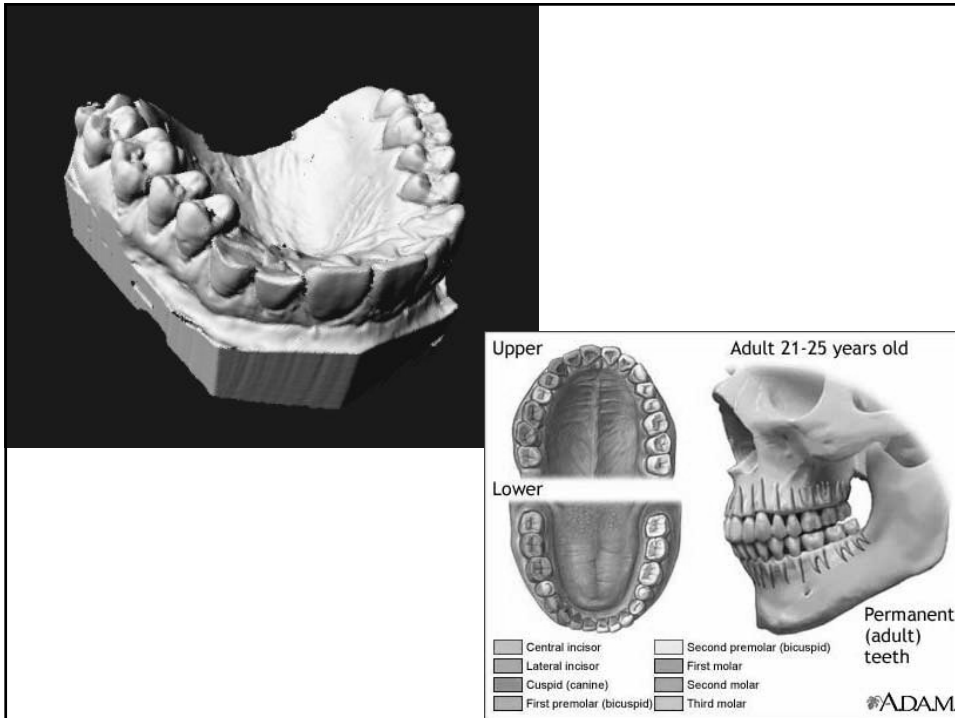 Upper
Adult 21-25 years old
Lower
Permanent
(adult)
teeth
Central incisor
Lateral incisor
Cuspid (canine)
First premolar (bicuspid)
Second premolar (bicuspid)
First molar
Second molar
Third molar
ADAM